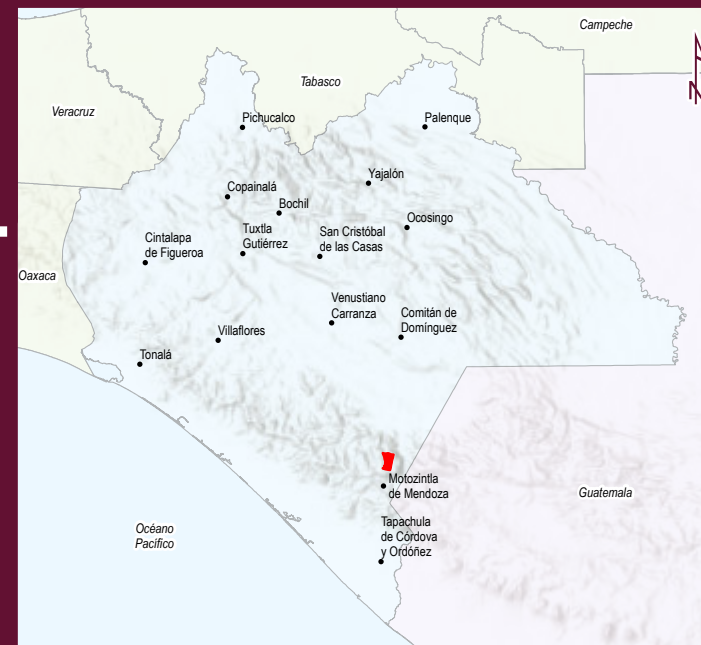 Campeche
Tabasco
Veracruz
Pichucalco
Palenque
Yajalón
Copainalá
Bochil
Ocosingo
Tuxtla
Gutiérrez
San Cristóbal
de las Casas
Cintalapa
de Figueroa
Oaxaca
Venustiano
Carranza
Comitán de
Domínguez
Villaflores
Tonalá
Motozintla
de Mendoza
Guatemala
Tapachula
de Córdova
y Ordóñez
Océano
Pacífico